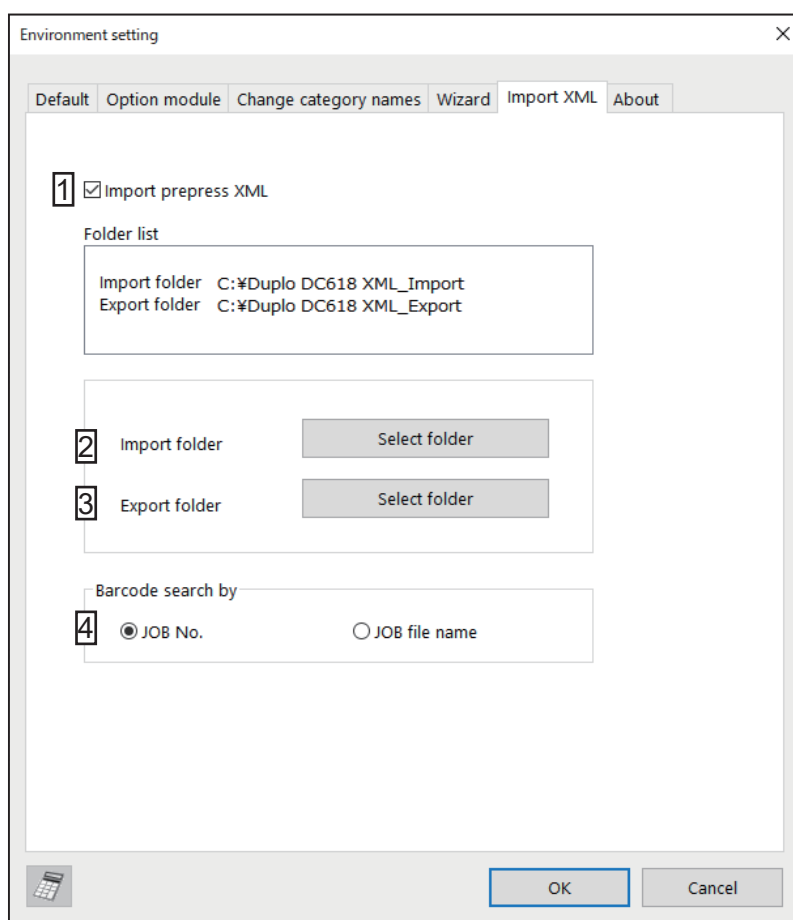 Environment setting
Default Option module Change category names Wizard Import XML About
1 Import prepress XML
Folder list
Import folder C:¥Duplo DC618 XML_Import
Export folder C:¥Duplo DC618 XML_Export
2 Import folder Select folder
3 Export folder Select folder
Barcode search by
4 JOB No. JOB file name
OK Cancel